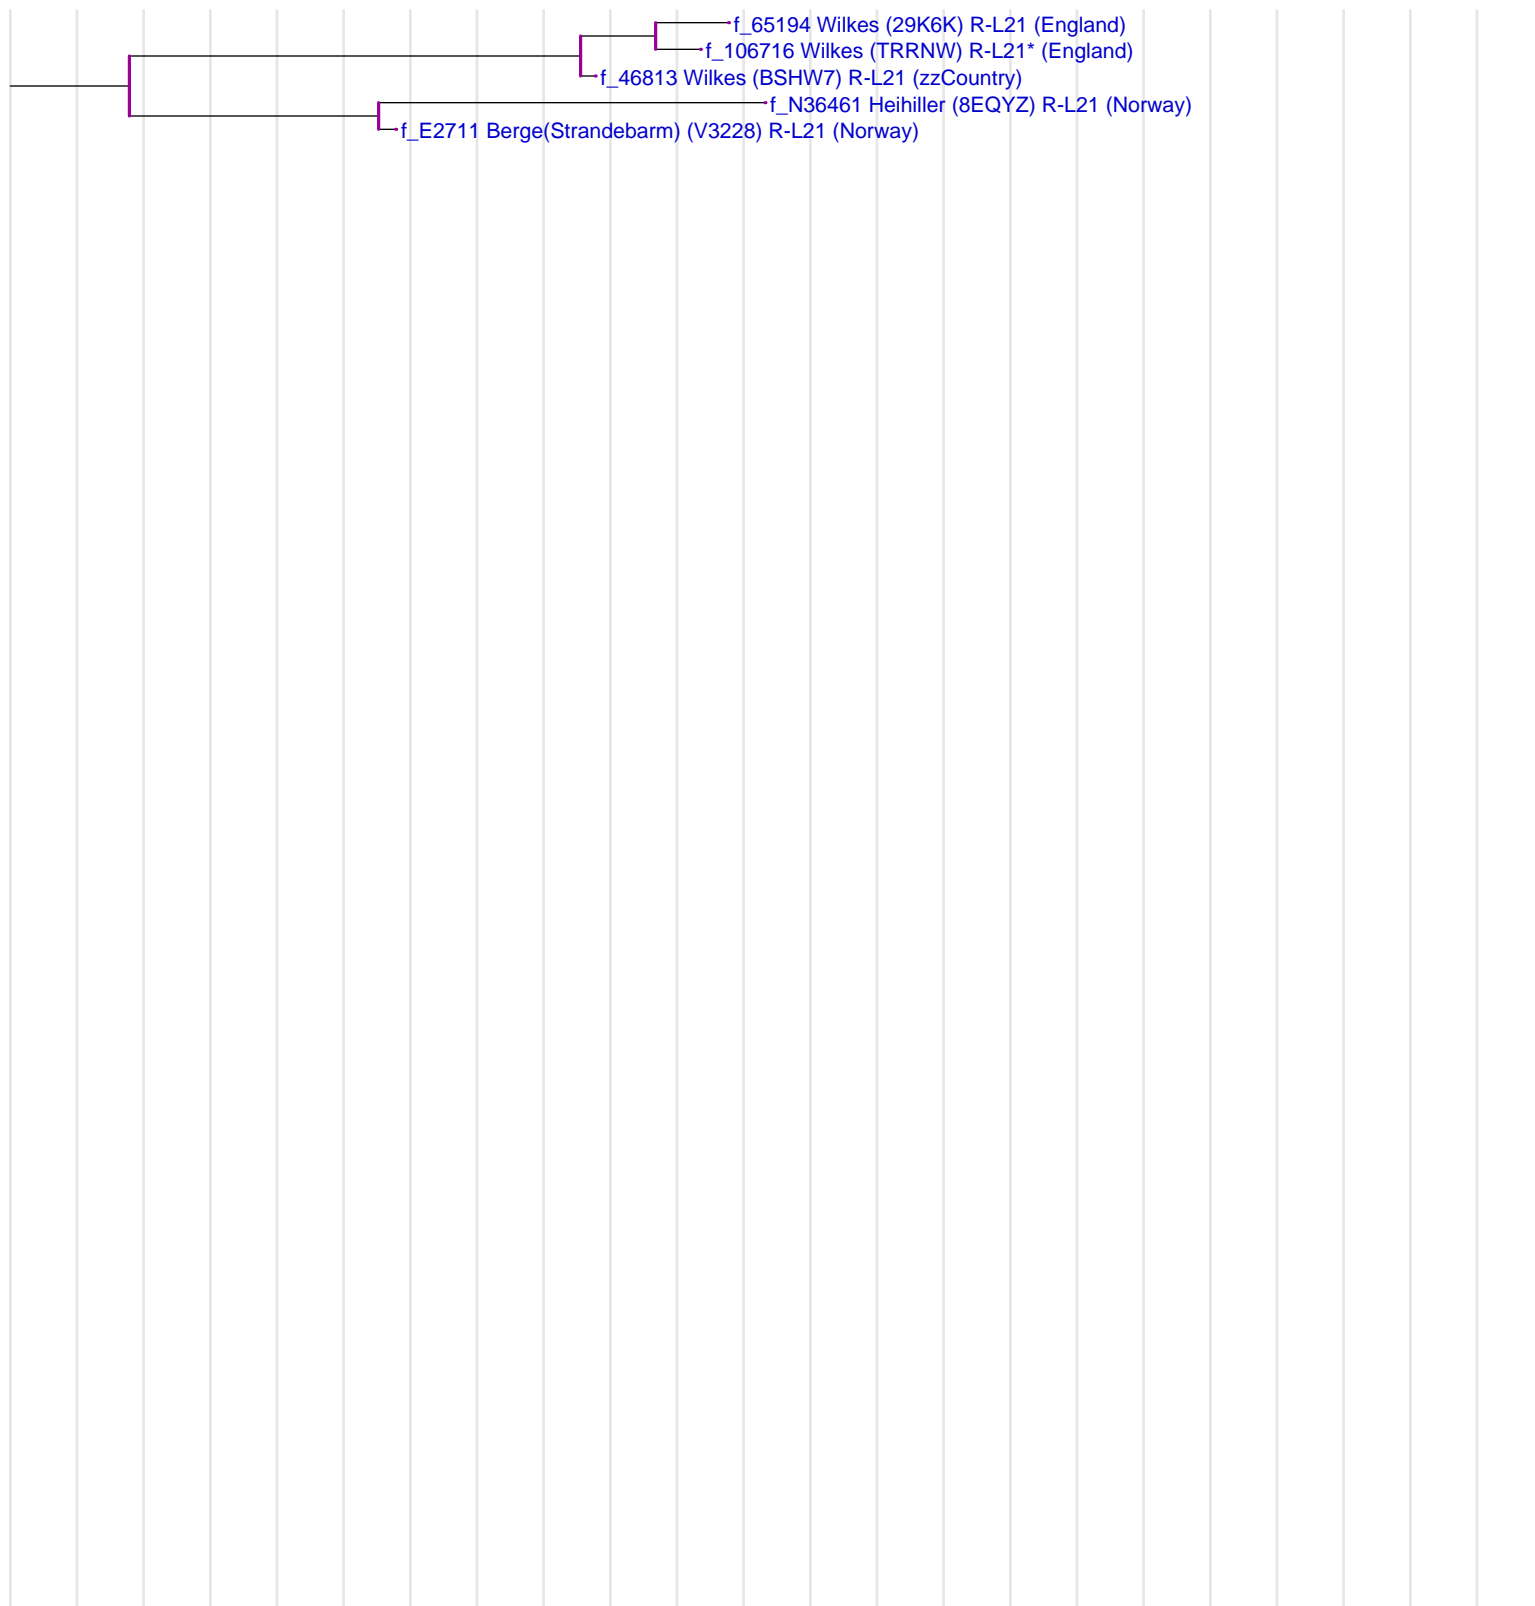 f_65194 Wilkes (29K6K) R-L21 (England)
f_106716 Wilkes (TRRNW) R-L21* (England)
f_46813 Wilkes (BSHW7) R-L21 (zzCountry)
f_N36461 Heihiller (8EQYZ) R-L21 (Norway)
f_E2711 Berge(Strandebarm) (V3228) R-L21 (Norway)